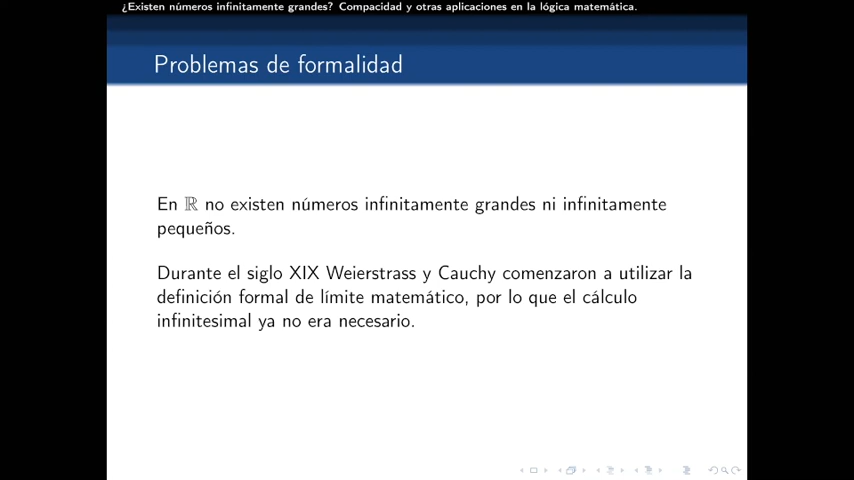 ¿Existen números infinitamente grandes? Compacidad y otras aplicaciones en la lógica matemática.
Problemas de formalidad
En ℝ no existen números infinitamente grandes ni infinitamente
pequeños.
Durante el siglo XIX Weierstrass y Cauchy comenzaron a utilizar la
definición formal de límite matemático, por lo que el cálculo
infinitesimal ya no era necesario.